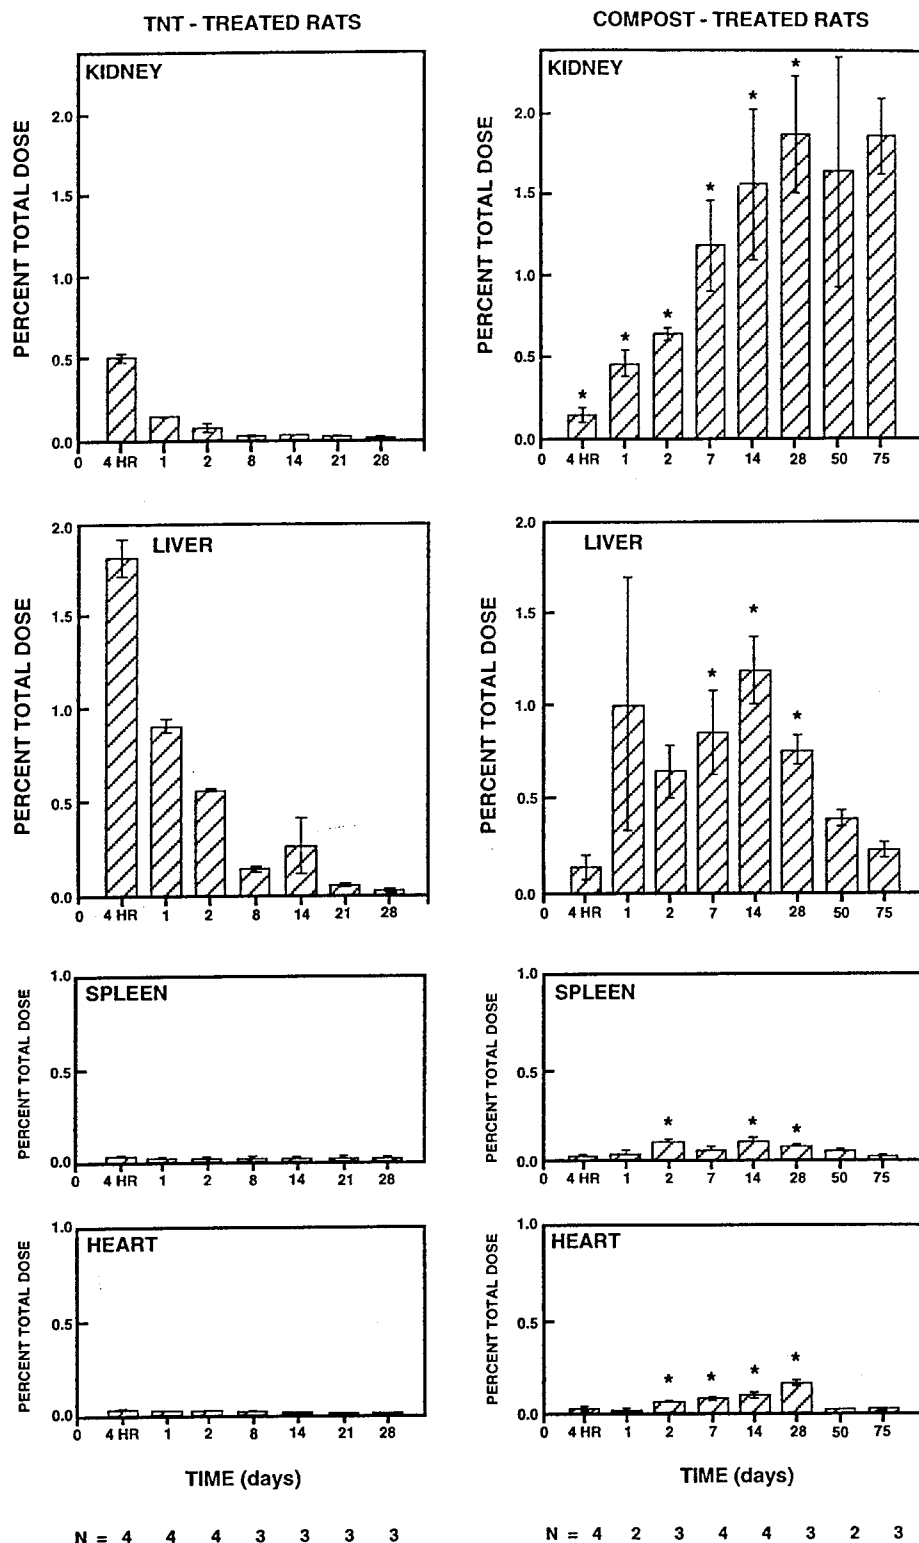 TNT - TREATED RATS
KIDNEY
PERCENT TOTAL DOSE
2.0
1.5
1.0
0.5
0.0
0 4 HR 1 2 8 14 21 28
LIVER
PERCENT TOTAL DOSE
2.0
1.5
1.0
0.5
0.0
0 4 HR 1 2 8 14 21 28
SPLEEN
PERCENT TOTAL DOSE
1.0
0.5
0.0
0 4 HR 1 2 8 14 21 28
HEART
PERCENT TOTAL DOSE
1.0
0.5
0.0
0 4 HR 1 2 8 14 21 28
TIME (days)
N = 4 4 4 3 3 3 3
COMPOST - TREATED RATS
KIDNEY
PERCENT TOTAL DOSE
2.0
1.5
1.0
0.5
0.0
* * * * * *
0 4 HR 1 2 7 14 28 50 75
LIVER
PERCENT TOTAL DOSE
2.0
1.5
1.0
0.5
0.0
* * *
0 4 HR 1 2 7 14 28 50 75
SPLEEN
PERCENT TOTAL DOSE
1.0
0.5
0.0
* * *
0 4 HR 1 2 7 14 28 50 75
HEART
PERCENT TOTAL DOSE
1.0
0.5
0.0
* * * *
0 4 HR 1 2 7 14 28 50 75
TIME (days)
N = 4 2 3 4 4 3 2 3